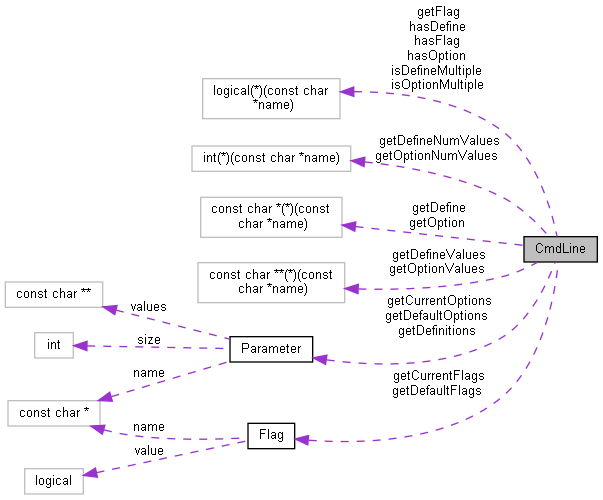 getFlag
hasDefine
hasFlag
hasOption
isDefineMultiple
isOptionMultiple
logical(*)(const char
*name)
getDefineNumValues
getOptionNumValues
int(*)(const char *name)
const char *(*)(const
char *name)
getDefine
getOption
CmdLine
getDefineValues
getOptionValues
const char **(*)(const
char *name)
const char **
values
getCurrentOptions
getDefaultOptions
getDefinitions
int
size
Parameter
name
getCurrentFlags
getDefaultFlags
const char *
name
Flag
value
logical